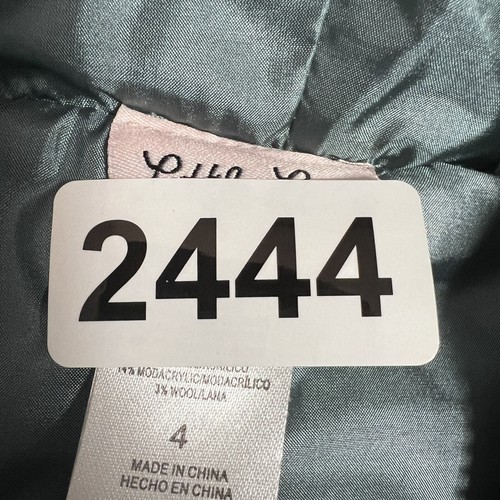 2444
14% MODACRYLIC/MODACRÍLICO
3% WOOL/LANA
4
MADE IN CHINA
HECHO EN CHINA